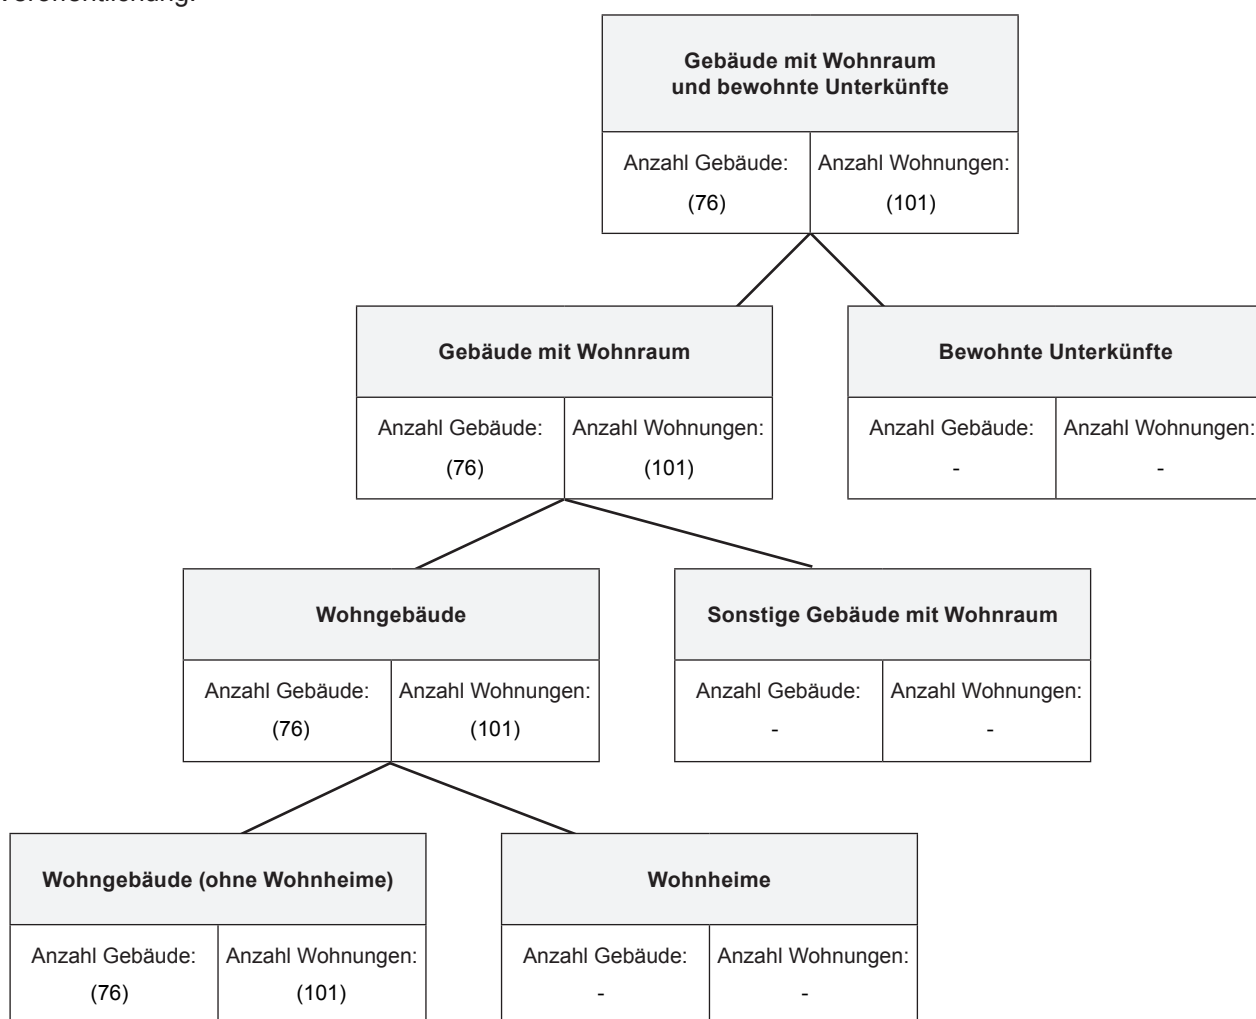 Veröffentlichung.
Gebäude mit Wohnraum
und bewohnte Unterkünfte
Anzahl Gebäude: Anzahl Wohnungen:
(76) (101)
Gebäude mit Wohnraum Bewohnte Unterkünfte
Anzahl Gebäude: Anzahl Wohnungen: Anzahl Gebäude: Anzahl Wohnungen:
(76) (101) - -
Wohngebäude Sonstige Gebäude mit Wohnraum
Anzahl Gebäude: Anzahl Wohnungen: Anzahl Gebäude: Anzahl Wohnungen:
(76) (101) - -
Wohngebäude (ohne Wohnheime) Wohnheime
Anzahl Gebäude: Anzahl Wohnungen: Anzahl Gebäude: Anzahl Wohnungen:
(76) (101) - -